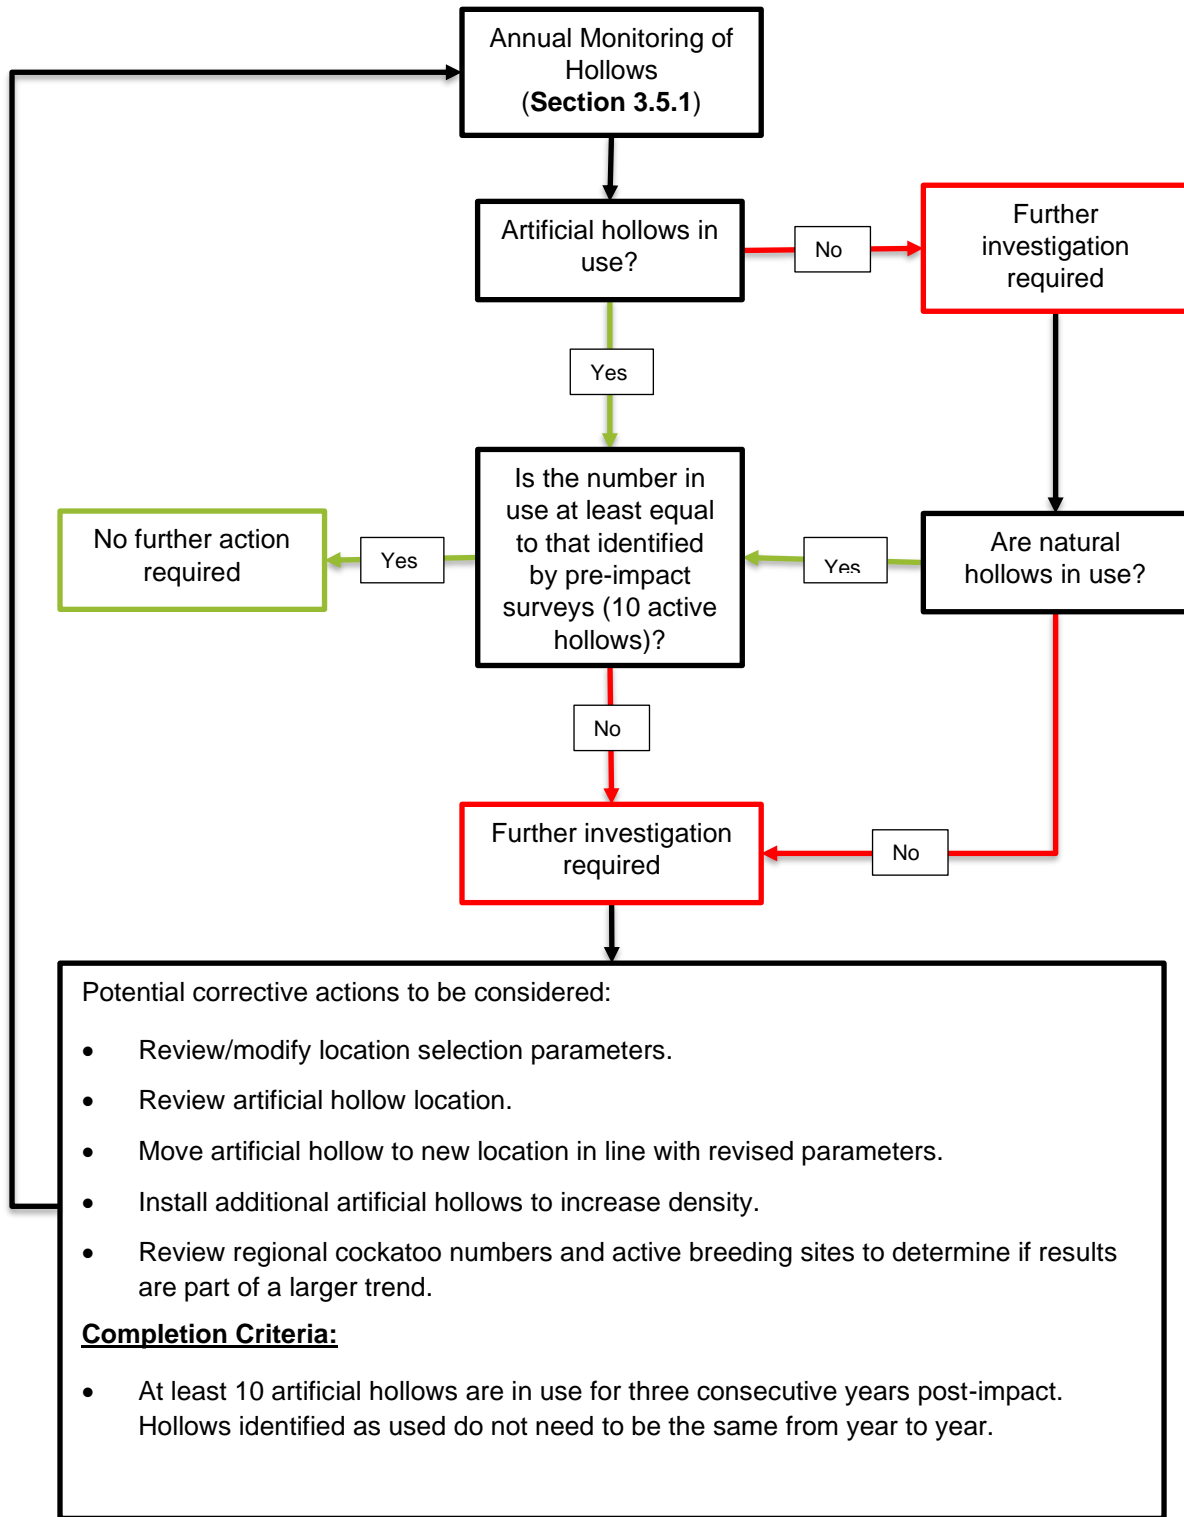 Annual Monitoring of
Hollows
(Section 3.5.1)
Artificial hollows in
use?
No
Further
investigation
required
Yes
Is the number in
use at least equal
to that identified
by pre-impact
surveys (10 active
hollows)?
Yes
No further action
required
Yes
Are natural
hollows in use?
No
Further investigation
required
No
Potential corrective actions to be considered:
• Review/modify location selection parameters.
• Review artificial hollow location.
• Move artificial hollow to new location in line with revised parameters.
• Install additional artificial hollows to increase density.
• Review regional cockatoo numbers and active breeding sites to determine if results
are part of a larger trend.
Completion Criteria:
• At least 10 artificial hollows are in use for three consecutive years post-impact.
Hollows identified as used do not need to be the same from year to year.